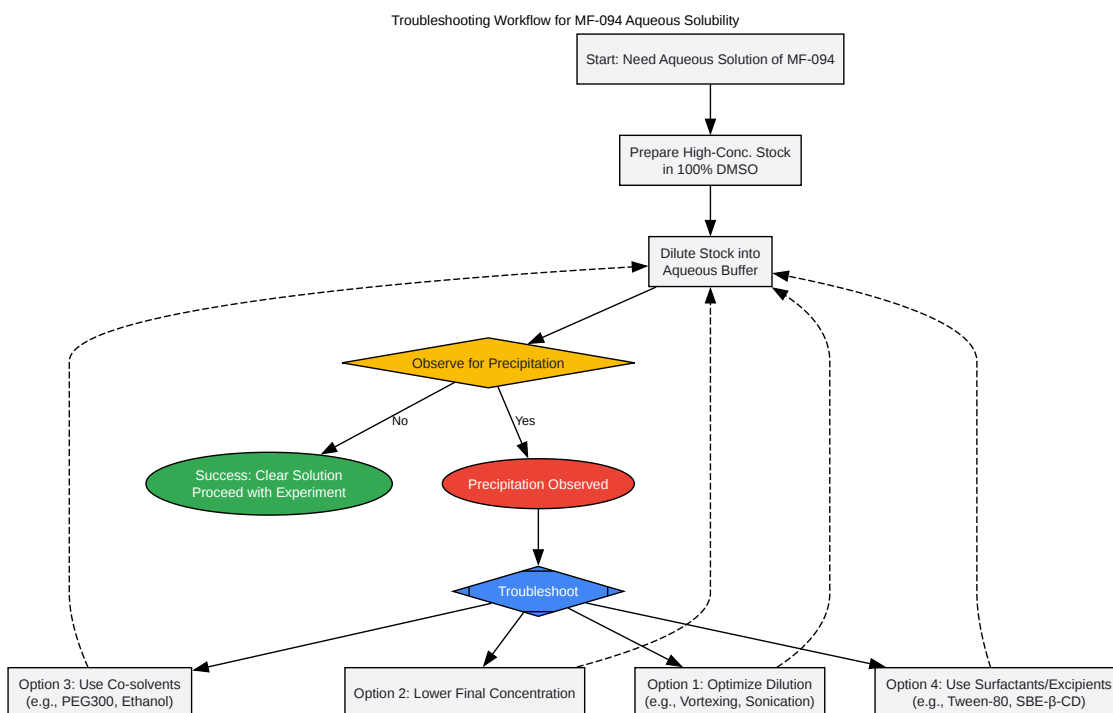 Troubleshooting Workflow for MF-094 Aqueous Solubility
Start: Need Aqueous Solution of MF-094
Prepare High-Conc. Stock
in 100% DMSO
Dilute Stock into
Aqueous Buffer
Observe for Precipitation
No
Yes
Success: Clear Solution
Proceed with Experiment
Precipitation Observed
Troubleshoot
Option 3: Use Co-solvents
(e.g., PEG300, Ethanol)
Option 2: Lower Final Concentration
Option 1: Optimize Dilution
(e.g., Vortexing, Sonication)
Option 4: Use Surfactants/Excipients
(e.g., Tween-80, SBE-β-CD)